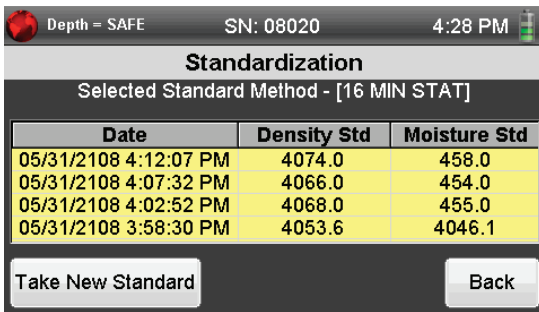 Depth = SAFE SN: 08020 4:28 PM
Standardization
Selected Standard Method - [16 MIN STAT]
Date Density Std Moisture Std
05/31/2108 4:12:07 PM 4074.0 458.0
05/31/2108 4:07:32 PM 4066.0 454.0
05/31/2108 4:02:52 PM 4068.0 455.0
05/31/2108 3:58:30 PM 4053.6 4046.1
Take New Standard Back